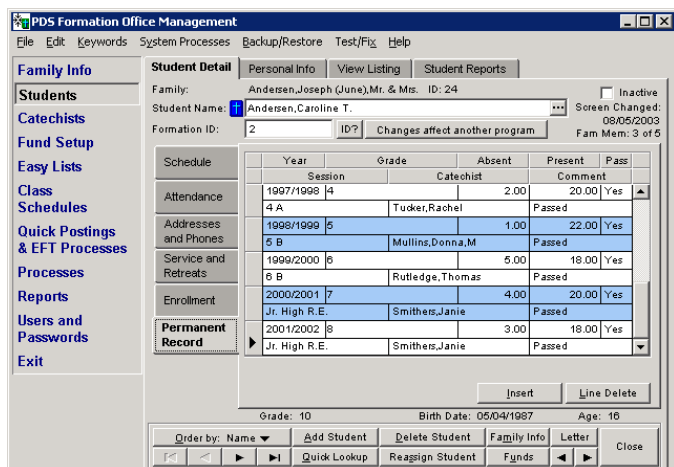 PDS Formation Office Management
File Edit Keywords System Processes Backup/Restore Test/Fix Help
Family Info
Students
Catechists
Fund Setup
Easy Lists
Class
Schedules
Quick Postings
& EFT Processes
Processes
Reports
Users and
Passwords
Exit
Student Detail Personal Info View Listing Student Reports
Family: Andersen,Joseph (June),Mr. & Mrs. ID: 24
Inactive
Student Name: Andersen,Caroline T. ...
Screen Changed:
08/05/2003
Formation ID: 2 ID? Changes affect another program
Fam Mem: 3 of 5
Schedule
Attendance
Addresses
and Phones
Service and
Retreats
Enrollment
Permanent
Record
Year Grade Absent Present Pass
Session Catechist Comment
1997/1998 4 2.00 20.00 Yes
4 A Tucker,Rachel Passed
1998/1999 5 1.00 22.00 Yes
5 B Mullins,Donna,M Passed
1999/2000 6 5.00 18.00 Yes
6 B Rutledge,Thomas Passed
2000/2001 7 4.00 20.00 Yes
Jr. High R.E. Smithers,Janie Passed
2001/2002 8 3.00 18.00 Yes
Jr. High R.E. Smithers,Janie Passed
Insert Line Delete
Grade: 10 Birth Date: 05/04/1987 Age: 16
Order by: Name Add Student Delete Student Family Info Letter Close
Quick Lookup Reassign Student Funds